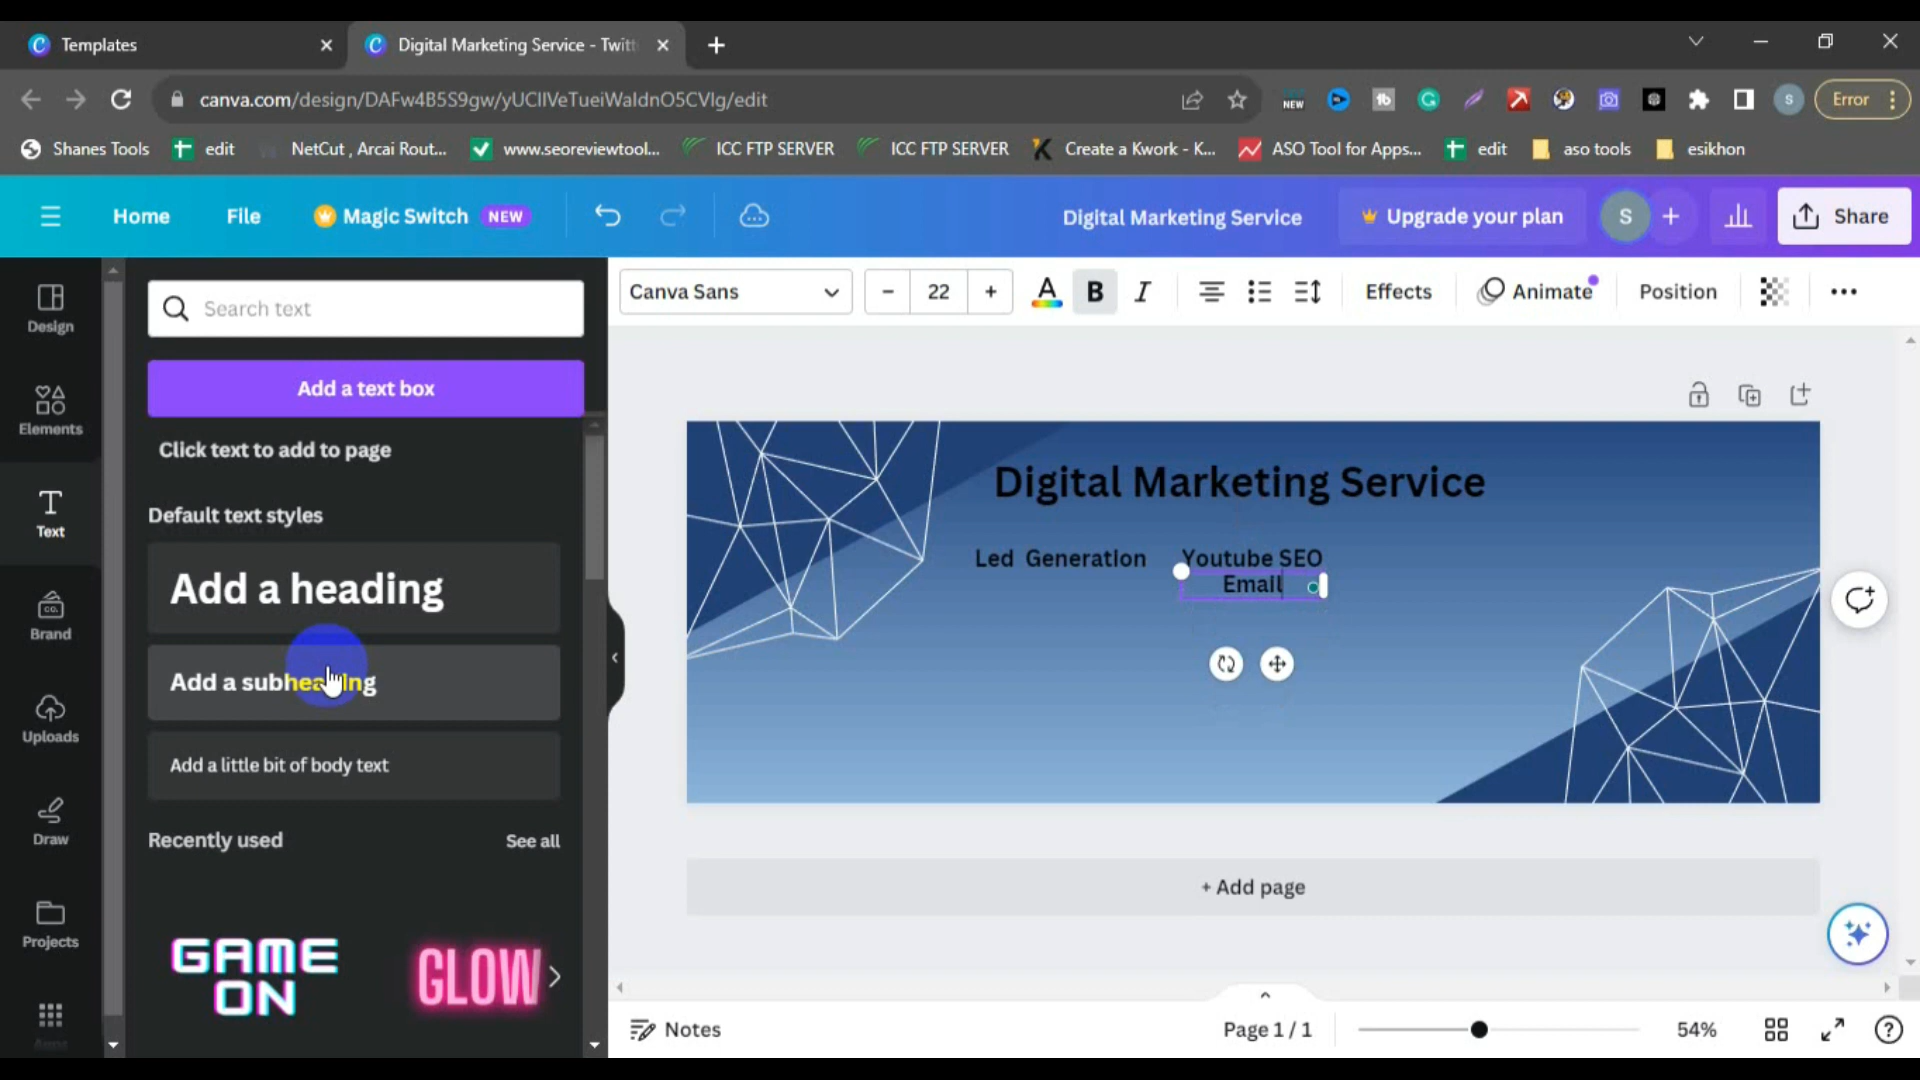 Templates
Digital Marketing Service - Twitt
canva.com/design/DAFw4B5S9gw/yUCIIVeTueiWaldnO5CVIg/edit
NEW
tb
G
S
Error
Shanes Tools
edit
NetCut , Arcai Rout...
www.seoreviewtool...
ICC FTP SERVER
ICC FTP SERVER
Create a Kwork - K...
ASO Tool for Apps...
edit
aso tools
esikhon
Home
File
Magic Switch
NEW
Digital Marketing Service
Upgrade your plan
S
Share
Design
Elements
Text
Brand
Uploads
Draw
Projects
Apps
Search text
Add a text box
Click text to add to page
Default text styles
Add a heading
Add a subheading
Add a little bit of body text
Recently used
See all
GAME
ON
GLOW
Canva Sans
22
A
B
I
Effects
Animate
Position
Digital Marketing Service
Led Generation
Youtube SEO
Email
+ Add page
Notes
Page 1 / 1
54%